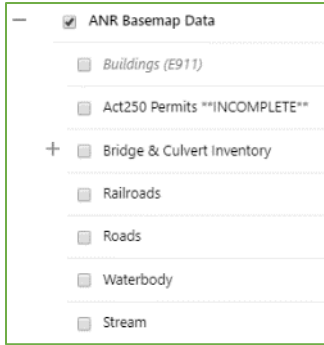 ANR Basemap Data
Buildings (E911)
Act250 Permits **INCOMPLETE**
Bridge & Culvert Inventory
Railroads
Roads
Waterbody
Stream